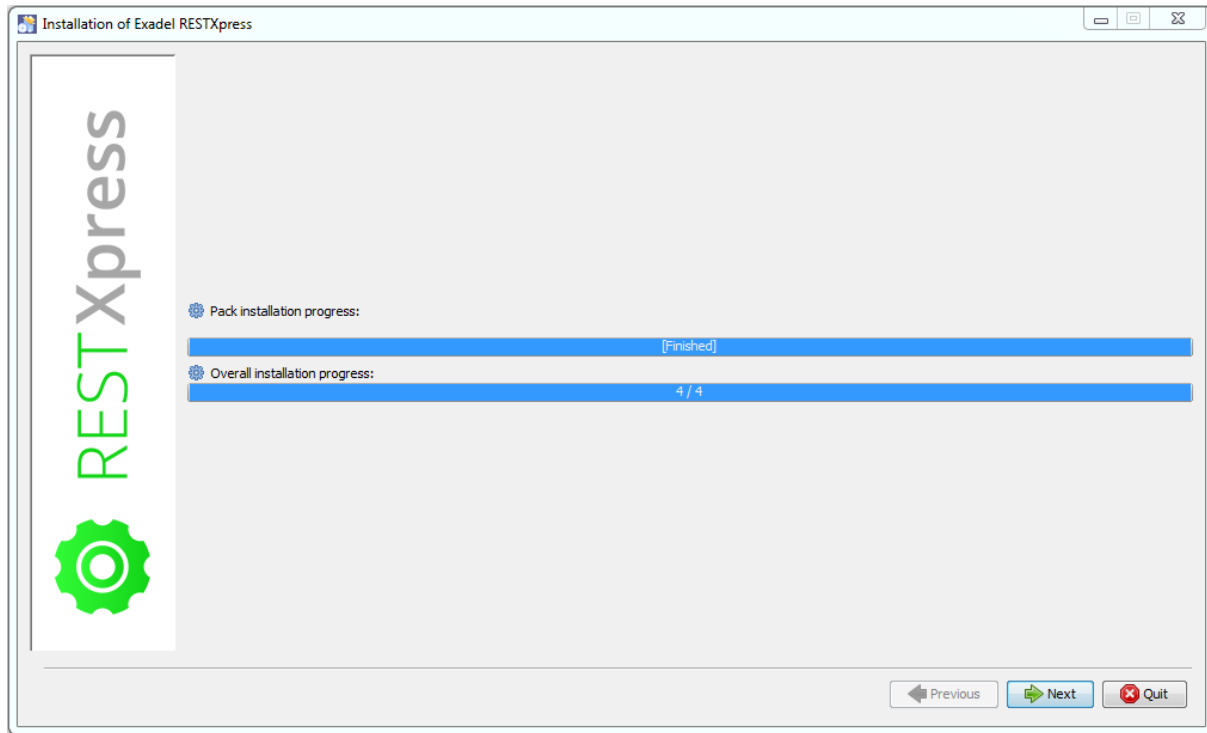 Installation of Exadel RESTXpress
RESTXpress
Pack installation progress:
[Finished]
Overall installation progress:
4 / 4
Previous
Next
Quit